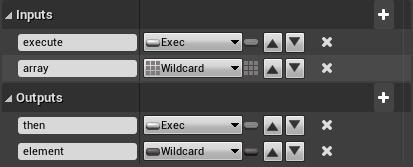 Inputs
execute Exec
array Wildcard
Outputs
then Exec
element Wildcard